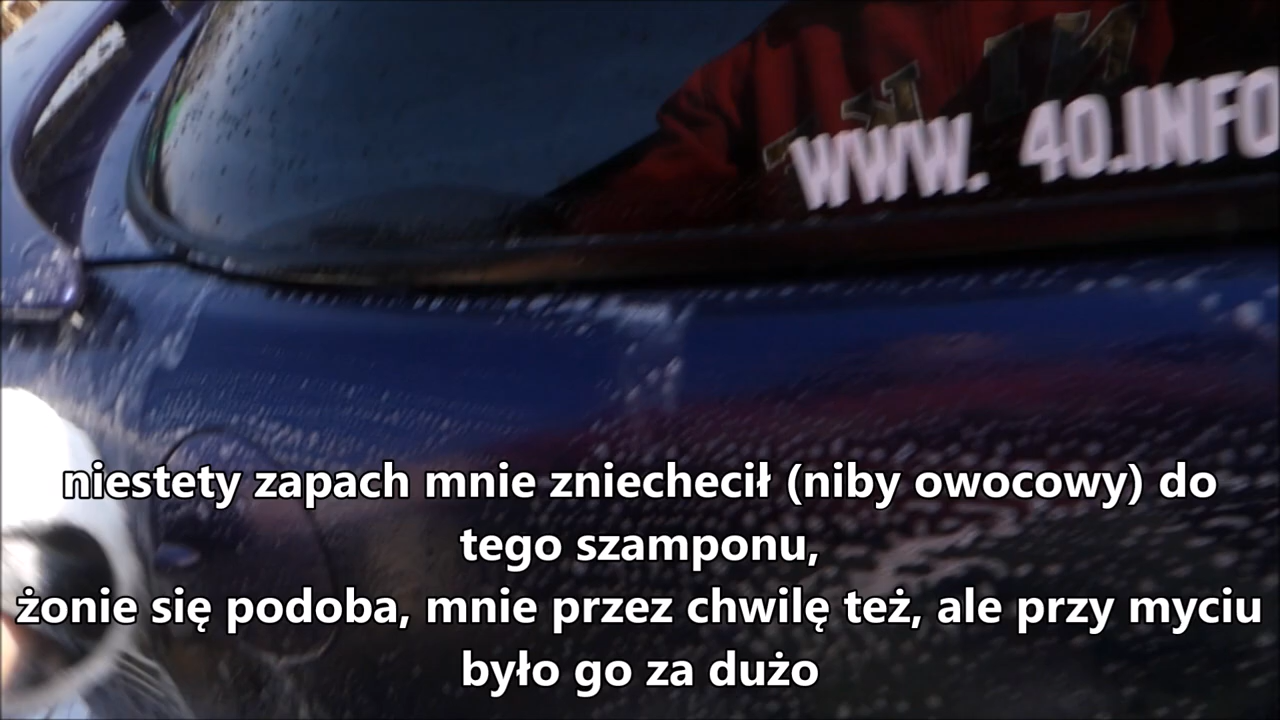 WWW. 40.INFO
niestety zapach mnie zniechecił (niby owocowy) do
tego szamponu,
żonie się podoba, mnie przez chwilę też, ale przy myciu
było go za dużo